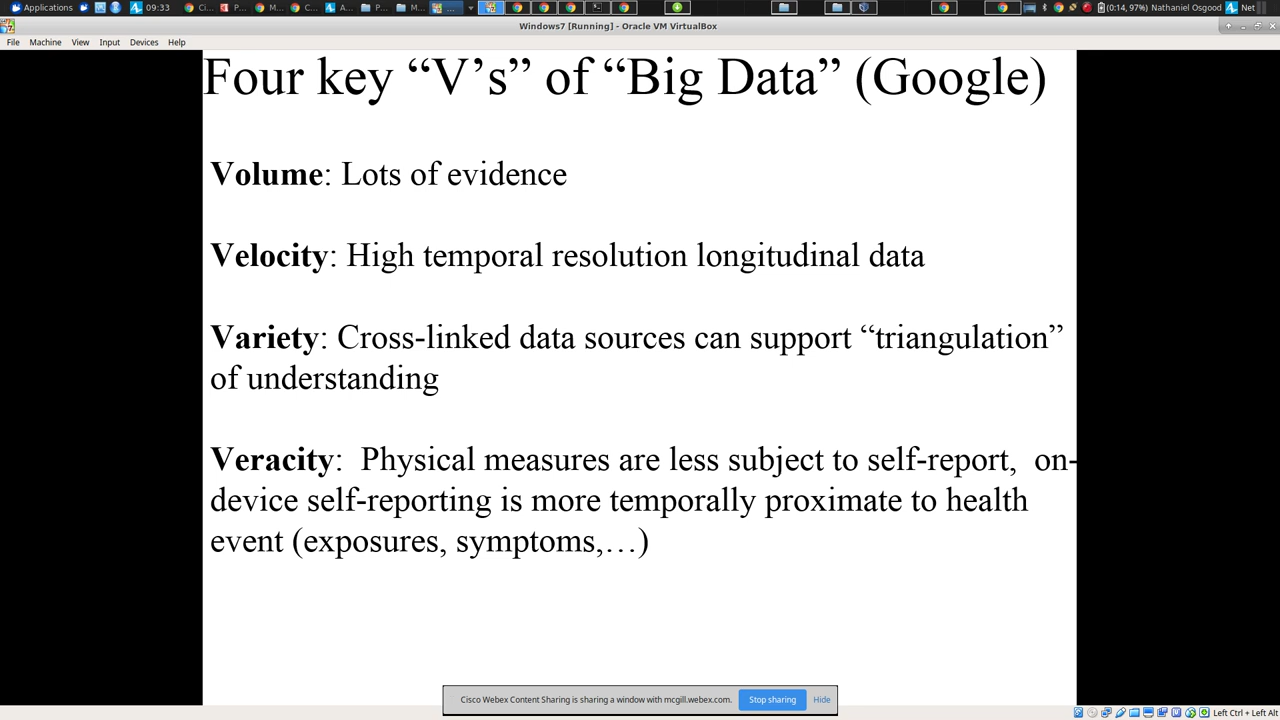 Applications 09:33 Ci... P... M... C... A... P... M... ... (0:14, 97%) Nathaniel Osgood Net
Windows7 [Running] - Oracle VM VirtualBox
File Machine View Input Devices Help
Four key “V’s” of “Big Data” (Google)
Volume: Lots of evidence
Velocity: High temporal resolution longitudinal data
Variety: Cross-linked data sources can support “triangulation”
of understanding
Veracity: Physical measures are less subject to self-report, on-
device self-reporting is more temporally proximate to health
event (exposures, symptoms,…)
Cisco Webex Content Sharing is sharing a window with mcgill.webex.com. Stop sharing Hide
Left Ctrl + Left Alt